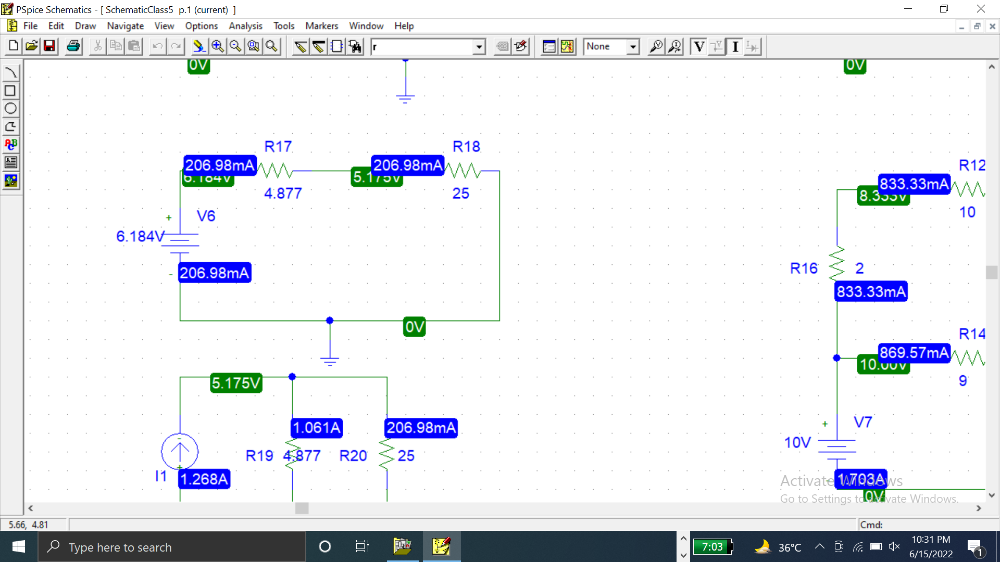 PSpice Schematics - [ SchematicClass5 p.1 (current) ]
File Edit Draw Navigate View Options Analysis Tools Markers Window Help
r
None
V V I I
ABC
0V
0V
R17
R18
206.98mA
206.98mA
6.184V
5.175V
4.877
25
R12
833.33mA
8.333V
10
+
V6
6.184V
-
206.98mA
R16
2
833.33mA
0V
R14
869.57mA
10.00V
9
5.175V
1.061A
206.98mA
R19
4.877
R20
25
-
+
I1
1.268A
+
V7
10V
-
1.703A
0V
Activate Windows
Go to Settings to activate Windows.
5.66, 4.81
Cmd:
Type here to search
7:03
36°C
10:31 PM
6/15/2022
1